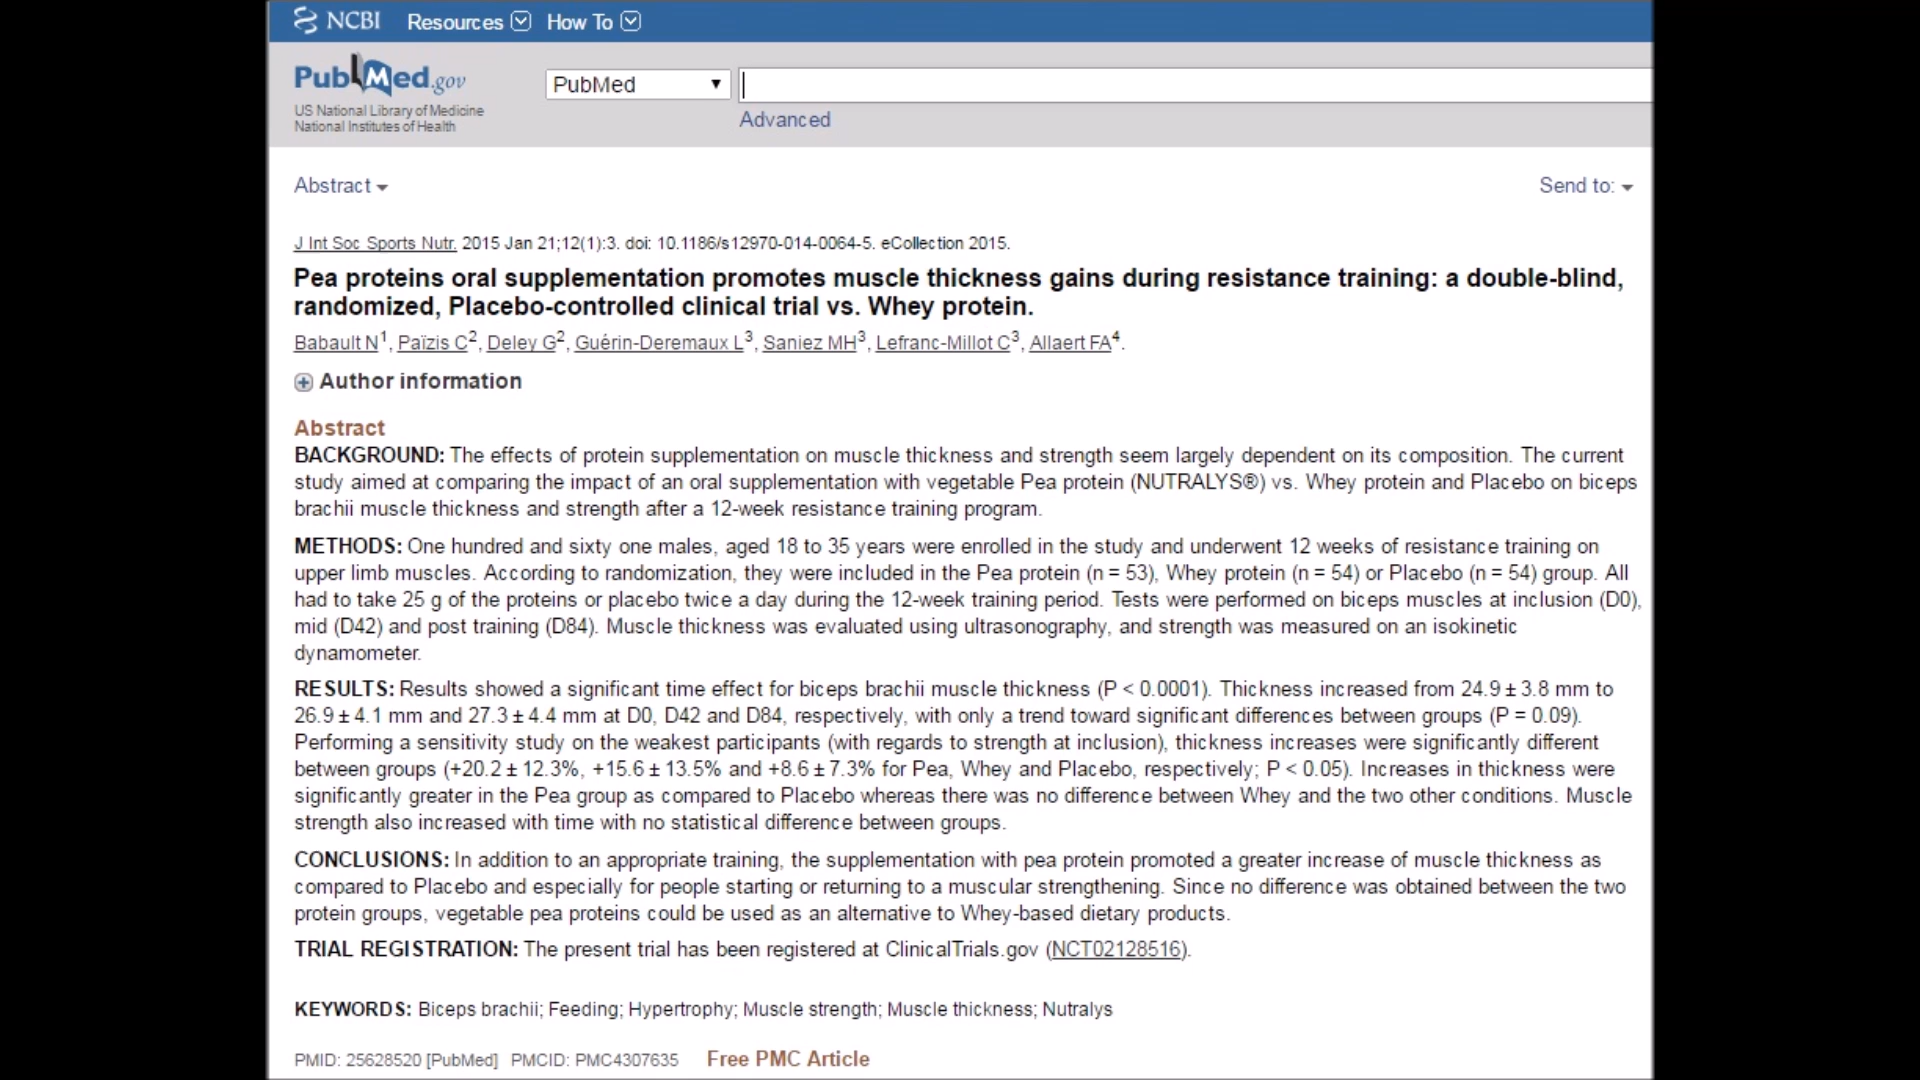 NCBI Resources How To
PubMed.gov
US National Library of Medicine
National Institutes of Health
PubMed
Advanced
Abstract
Send to:
J Int Soc Sports Nutr. 2015 Jan 21;12(1):3. doi: 10.1186/s12970-014-0064-5. eCollection 2015.
Pea proteins oral supplementation promotes muscle thickness gains during resistance training: a double-blind,
randomized, Placebo-controlled clinical trial vs. Whey protein.
Babault N1, Païzis C2, Deley G2, Guérin-Deremaux L3, Saniez MH3, Lefranc-Millot C3, Allaert FA4.
Author information
Abstract
BACKGROUND: The effects of protein supplementation on muscle thickness and strength seem largely dependent on its composition. The current
study aimed at comparing the impact of an oral supplementation with vegetable Pea protein (NUTRALYS®) vs. Whey protein and Placebo on biceps
brachii muscle thickness and strength after a 12-week resistance training program.
METHODS: One hundred and sixty one males, aged 18 to 35 years were enrolled in the study and underwent 12 weeks of resistance training on
upper limb muscles. According to randomization, they were included in the Pea protein (n = 53), Whey protein (n = 54) or Placebo (n = 54) group. All
had to take 25 g of the proteins or placebo twice a day during the 12-week training period. Tests were performed on biceps muscles at inclusion (D0),
mid (D42) and post training (D84). Muscle thickness was evaluated using ultrasonography, and strength was measured on an isokinetic
dynamometer.
RESULTS: Results showed a significant time effect for biceps brachii muscle thickness (P < 0.0001). Thickness increased from 24.9 ± 3.8 mm to
26.9 ± 4.1 mm and 27.3 ± 4.4 mm at D0, D42 and D84, respectively, with only a trend toward significant differences between groups (P = 0.09).
Performing a sensitivity study on the weakest participants (with regards to strength at inclusion), thickness increases were significantly different
between groups (+20.2 ± 12.3%, +15.6 ± 13.5% and +8.6 ± 7.3% for Pea, Whey and Placebo, respectively; P < 0.05). Increases in thickness were
significantly greater in the Pea group as compared to Placebo whereas there was no difference between Whey and the two other conditions. Muscle
strength also increased with time with no statistical difference between groups.
CONCLUSIONS: In addition to an appropriate training, the supplementation with pea protein promoted a greater increase of muscle thickness as
compared to Placebo and especially for people starting or returning to a muscular strengthening. Since no difference was obtained between the two
protein groups, vegetable pea proteins could be used as an alternative to Whey-based dietary products.
TRIAL REGISTRATION: The present trial has been registered at ClinicalTrials.gov (NCT02128516).
KEYWORDS: Biceps brachii; Feeding; Hypertrophy; Muscle strength; Muscle thickness; Nutralys
PMID: 25628520 [PubMed] PMCID: PMC4307635 Free PMC Article